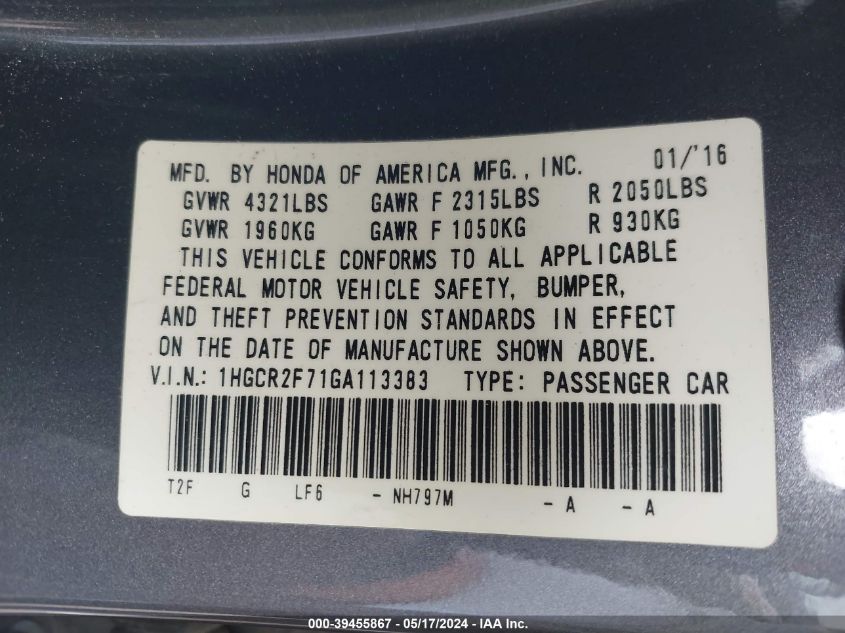 MFD. BY HONDA OF AMERICA MFG., INC. 01/'16
GVWR 4321LBS GAWR F 2315LBS R 2050LBS
GVWR 1960KG GAWR F 1050KG R 930KG
THIS VEHICLE CONFORMS TO ALL APPLICABLE
FEDERAL MOTOR VEHICLE SAFETY, BUMPER,
AND THEFT PREVENTION STANDARDS IN EFFECT
ON THE DATE OF MANUFACTURE SHOWN ABOVE.
V.I.N.: 1HGCR2F71GA113383 TYPE: PASSENGER CAR
T2F G LF6 - NH797M - A - A
000-39455867 - 05/17/2024 - IAA Inc.